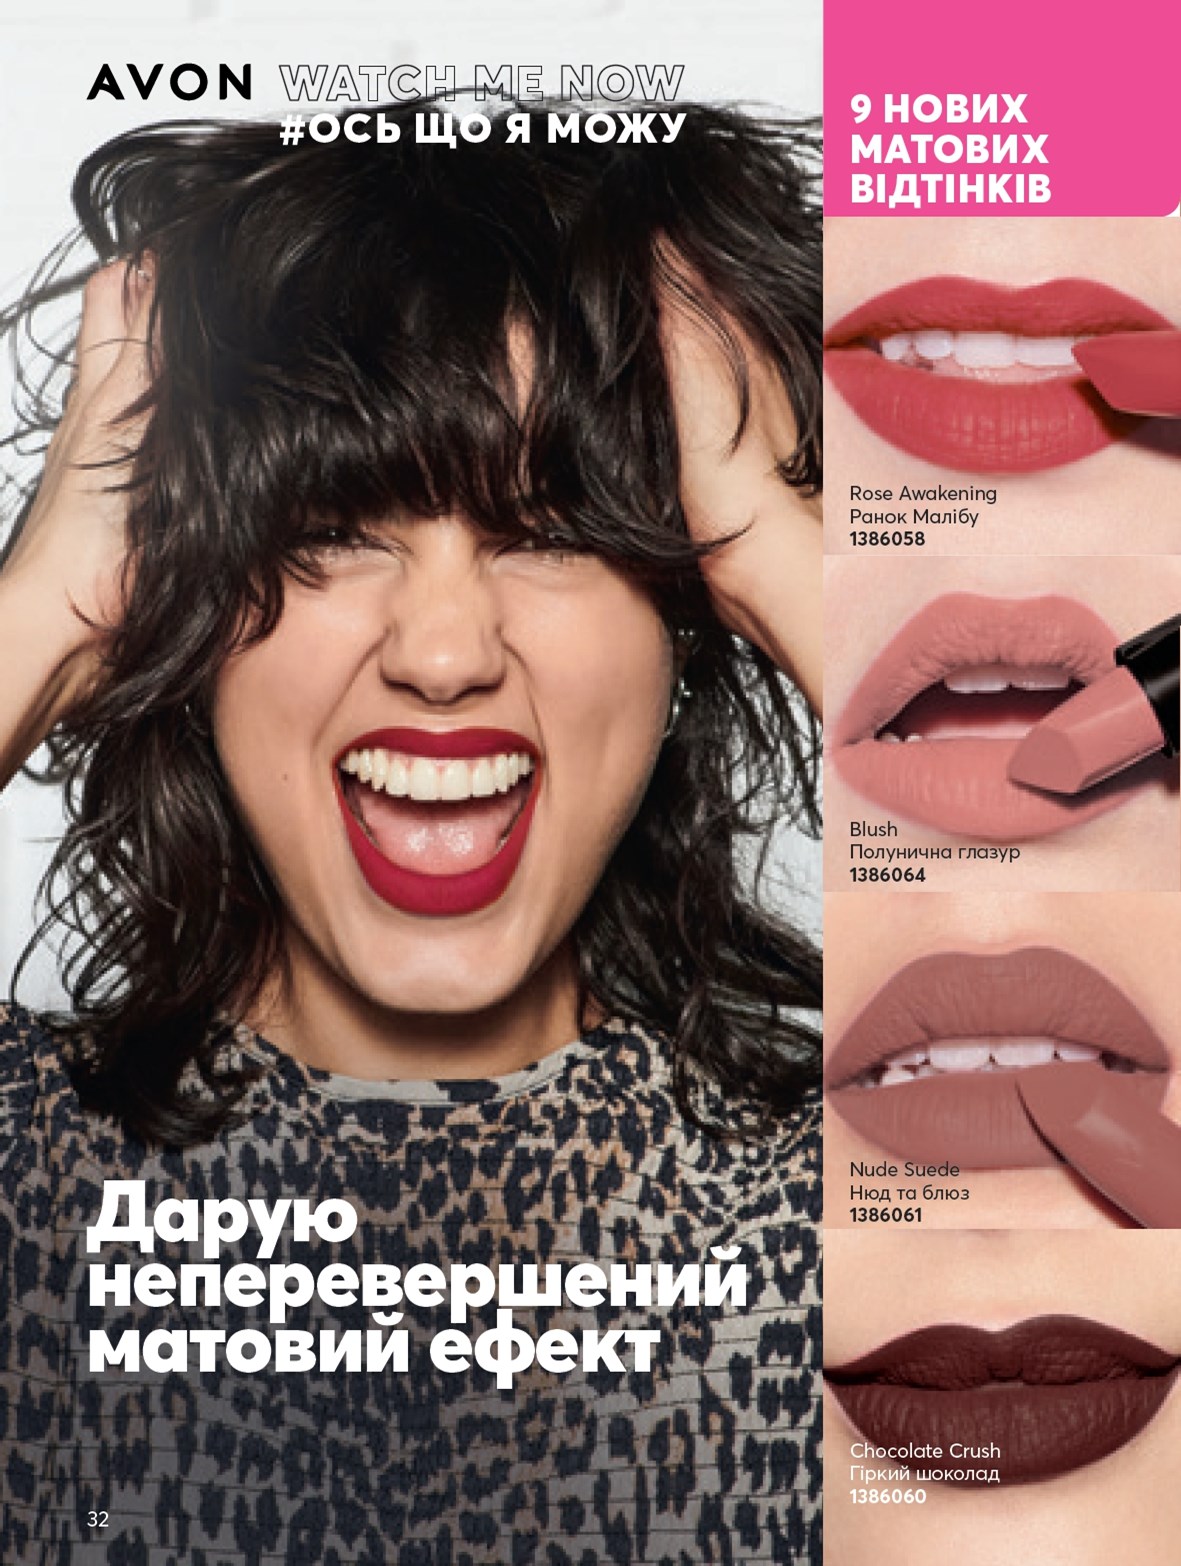 AVON WATCH ME NOW
#ОСЬ ЩО Я МОЖУ
9 НОВИХ
МАТОВИХ
ВІДТІНКІВ
Rose Awakening
Ранок Малібу
1386058
Blush
Полунична глазур
1386064
Nude Suede
Нюд та блюз
1386061
Chocolate Crush
Гіркий шоколад
1386060
Дарую
неперевершений
матовий ефект
32